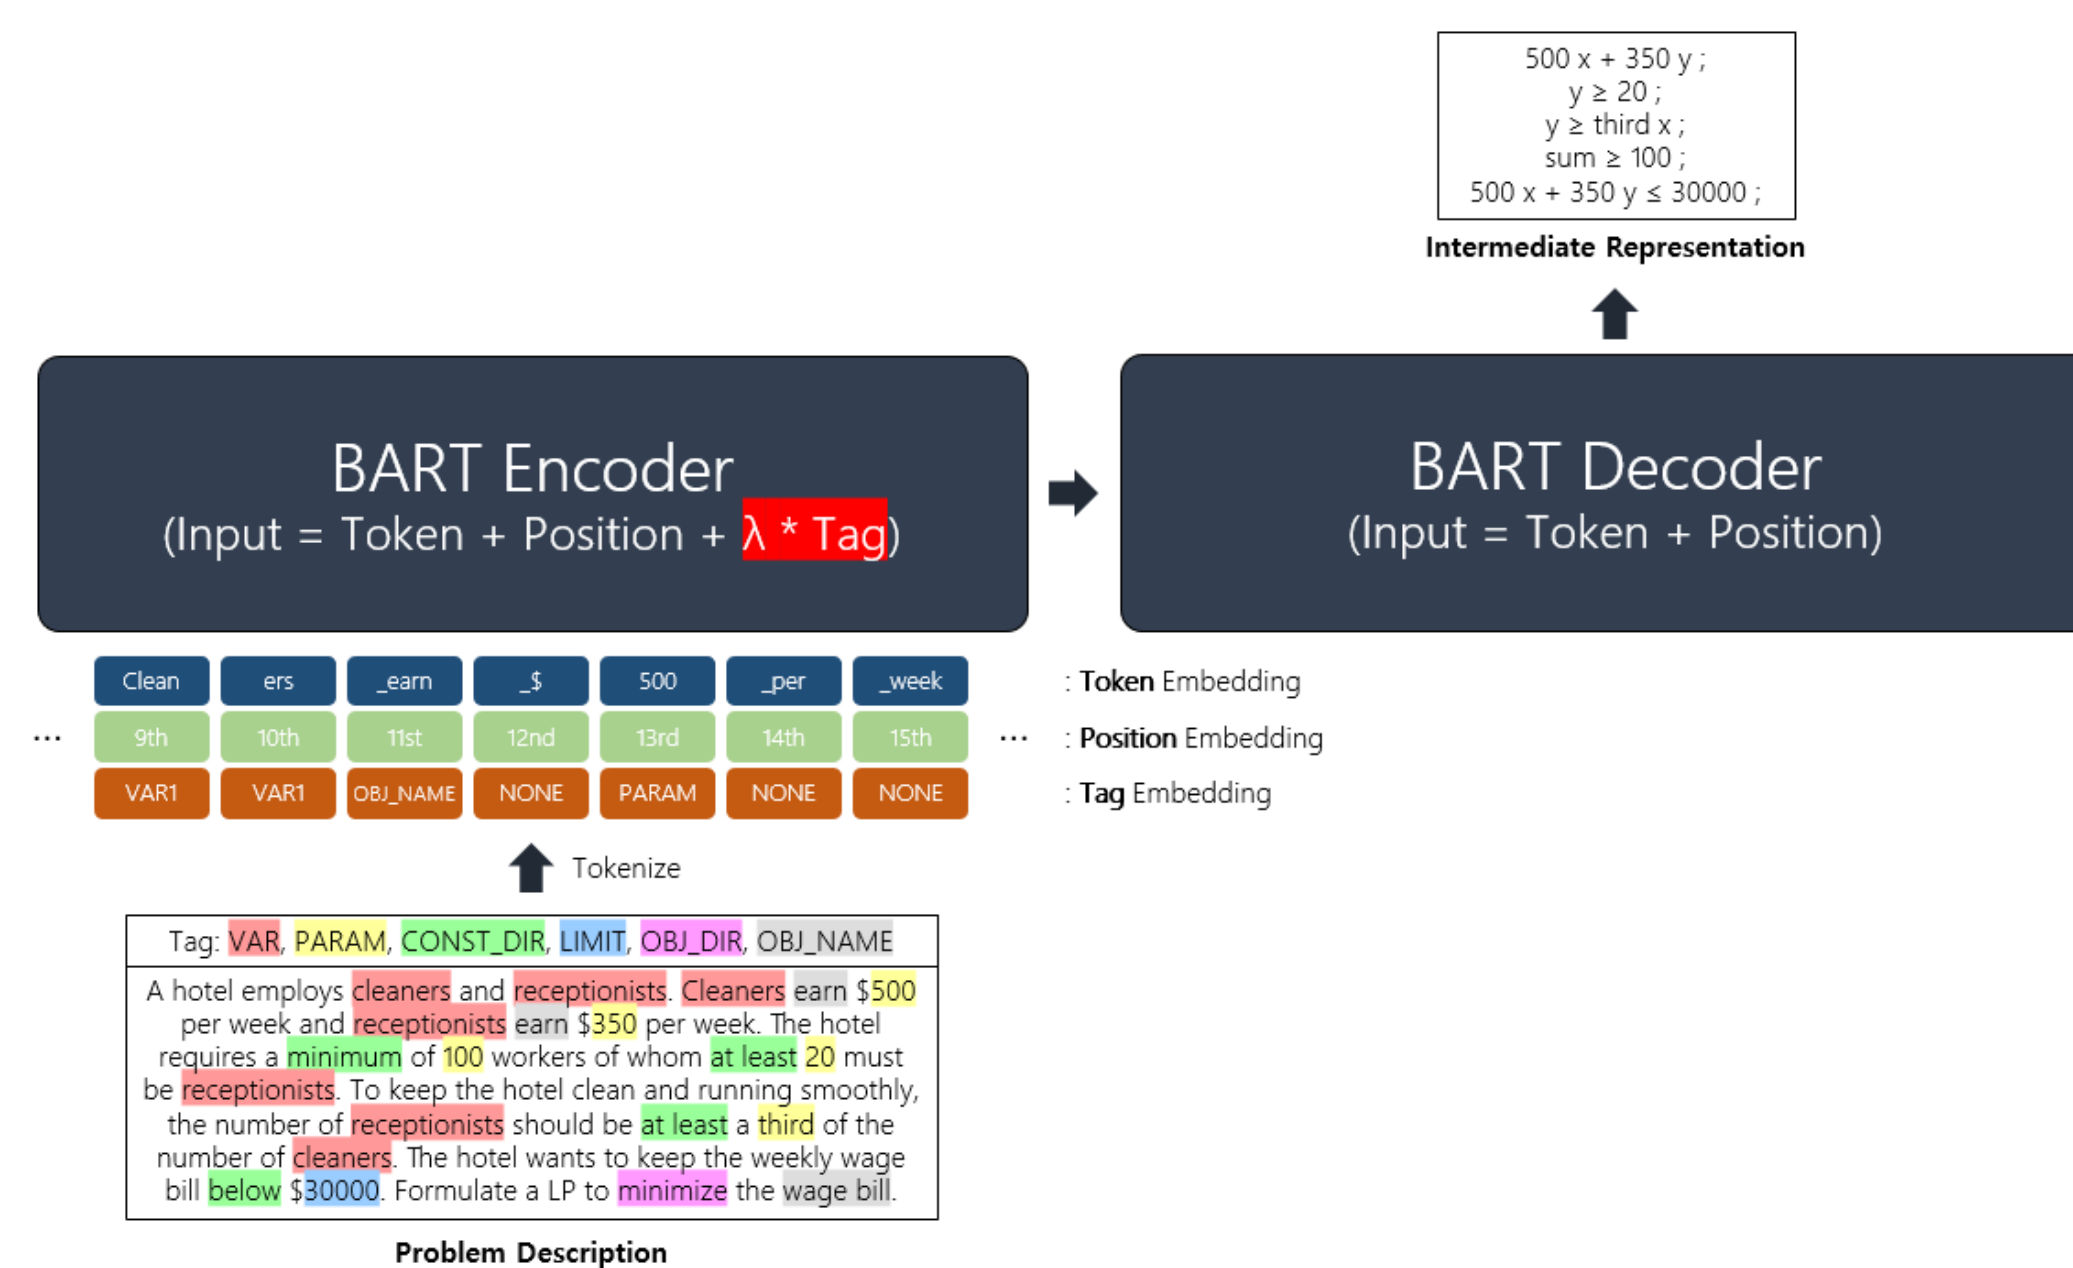 500 x + 350 y ;
y ≥ 20 ;
y ≥ third x ;
sum ≥ 100 ;
500 x + 350 y ≤ 30000 ;
Intermediate Representation
BART Encoder
(Input = Token + Position + λ * Tag)
BART Decoder
(Input = Token + Position)
Clean ers _earn _$ 500 _per _week : Token Embedding
... 9th 10th 11st 12nd 13rd 14th 15th ... : Position Embedding
VAR1 VAR1 OBJ_NAME NONE PARAM NONE NONE : Tag Embedding
Tokenize
Tag: VAR, PARAM, CONST_DIR, LIMIT, OBJ_DIR, OBJ_NAME
A hotel employs cleaners and receptionists. Cleaners earn $500
per week and receptionists earn $350 per week. The hotel
requires a minimum of 100 workers of whom at least 20 must
be receptionists. To keep the hotel clean and running smoothly,
the number of receptionists should be at least a third of the
number of cleaners. The hotel wants to keep the weekly wage
bill below $30000. Formulate a LP to minimize the wage bill.
Problem Description